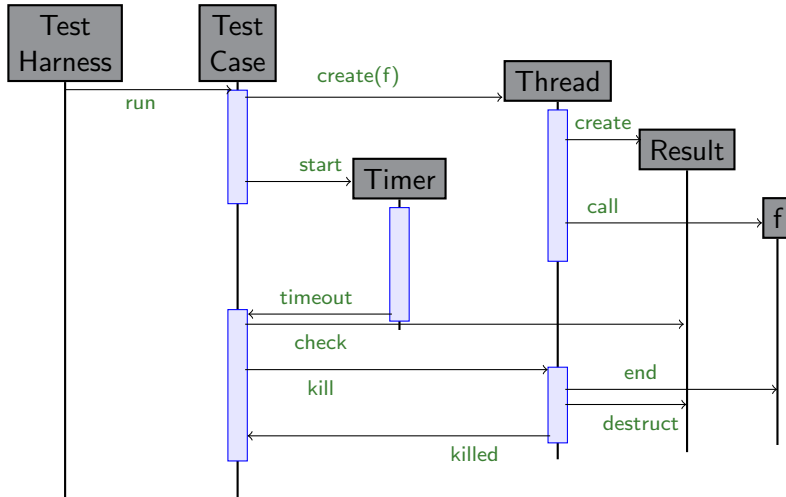 Test
Harness
Test
Case
Thread
create(f)
run
create
Result
start
Timer
call
f
timeout
check
kill
end
destruct
killed